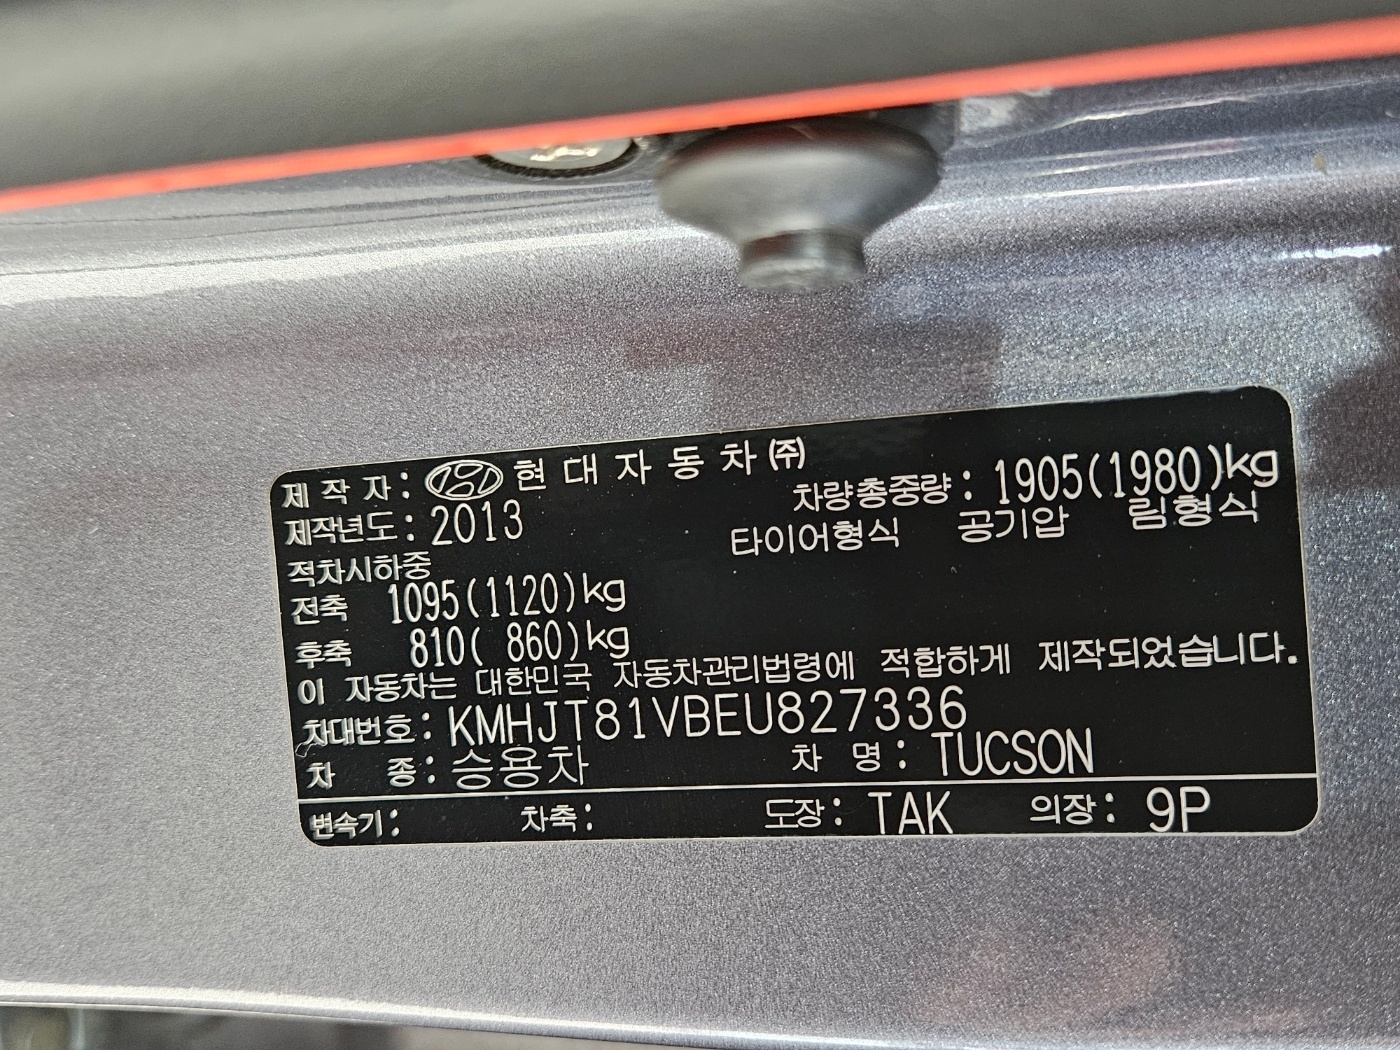 제 작 자 : 현 대 자 동 차 ㈜
제작년도 : 2013
차량총중량 : 1905(1980)kg
타이어형식 공기압 림형식
적차시하중
전축 1095(1120)kg
후축 810( 860)kg
이 자동차는 대한민국 자동차관리법령에 적합하게 제작되었습니다.
차대번호 : KMHJT81VBEU827336
차 종 : 승용차 차 명 : TUCSON
변속기 : 차축 : 도장 : TAK 의장 : 9P